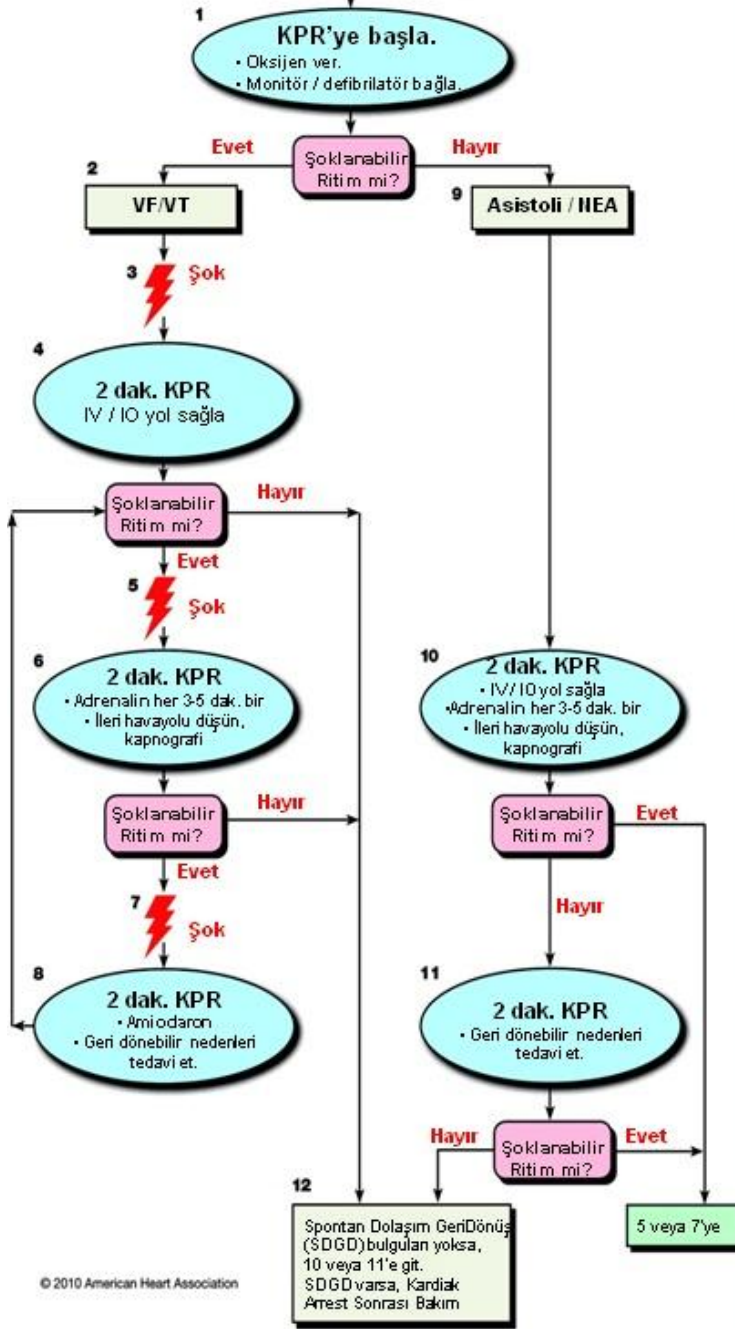 1
KPR'ye başla.
• Oksijen ver.
• Monitör / defibrilatör bağla.
Şoklanabilir
Ritim mi?
Evet
Hayır
2
VF/VT
9
Asistoli / NEA
3
Şok
4
2 dak. KPR
IV / IO yol sağla
Şoklanabilir
Ritim mi?
Hayır
Evet
5
Şok
6
2 dak. KPR
• Adrenalin her 3-5 dak. bir
• İleri havayolu düşün,
kapnografi
10
2 dak. KPR
• IV/ IO yol sağla
•Adrenalin her 3-5 dak. bir
• İleri havayolu düşün,
kapnografi
Şoklanabilir
Ritim mi?
Hayır
Evet
7
Şok
Şoklanabilir
Ritim mi?
Evet
Hayır
8
2 dak. KPR
• Amiodaron
• Geri dönebilir nedenleri
tedavi et.
11
2 dak. KPR
• Geri dönebilir nedenleri
tedavi et.
Hayır
Şoklanabilir
Ritim mi?
Evet
12
Spontan Dolaşım GeriDönüş
(SDGD)bulguları yoksa,
10 veya 11'e git.
SDGD varsa, Kardiak
Arrest Sonrası Bakım
5 veya 7'ye
© 2010 American Heart Association